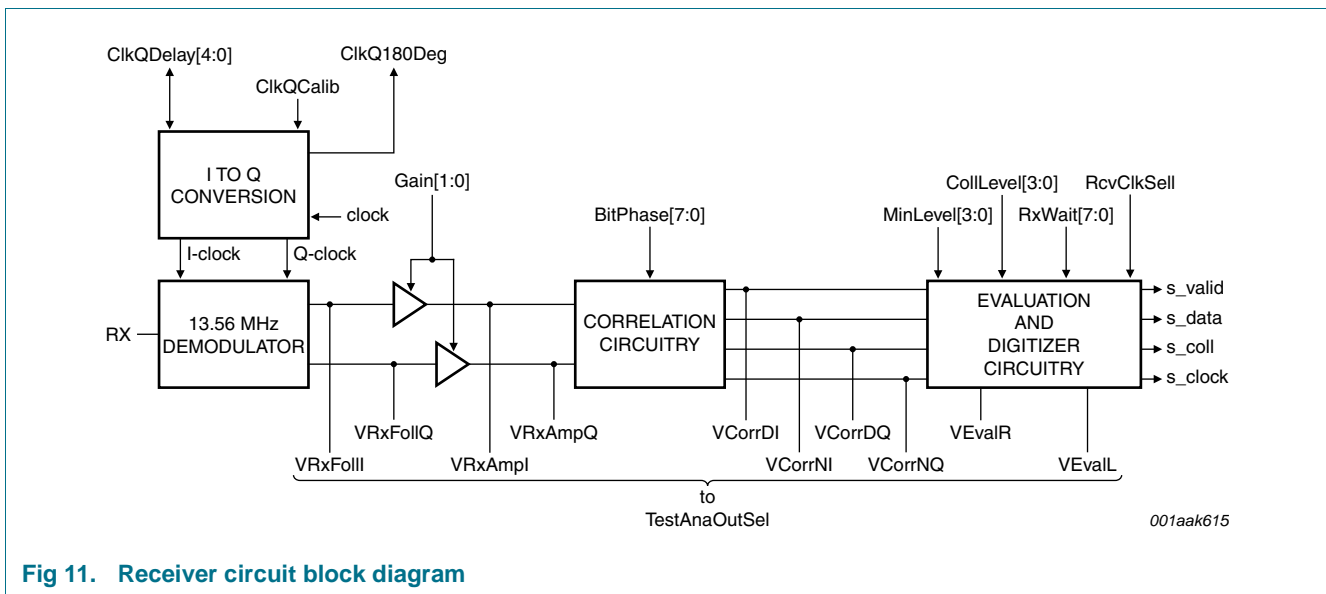 ClkQDelay[4:0]
ClkQ180Deg
ClkQCalib
I TO Q
CONVERSION
clock
I-clock
Q-clock
Gain[1:0]
BitPhase[7:0]
CollLevel[3:0]
RcvClkSell
MinLevel[3:0]
RxWait[7:0]
RX
13.56 MHz
DEMODULATOR
CORRELATION
CIRCUITRY
EVALUATION
AND
DIGITIZER
CIRCUITRY
s_valid
s_data
s_coll
s_clock
VRxFollQ
VRxAmpQ
VCorrDI
VCorrDQ
VEvalR
VRxFollI
VRxAmpI
VCorrNI
VCorrNQ
VEvalL
to
TestAnaOutSel
001aak615
Fig 11. Receiver circuit block diagram